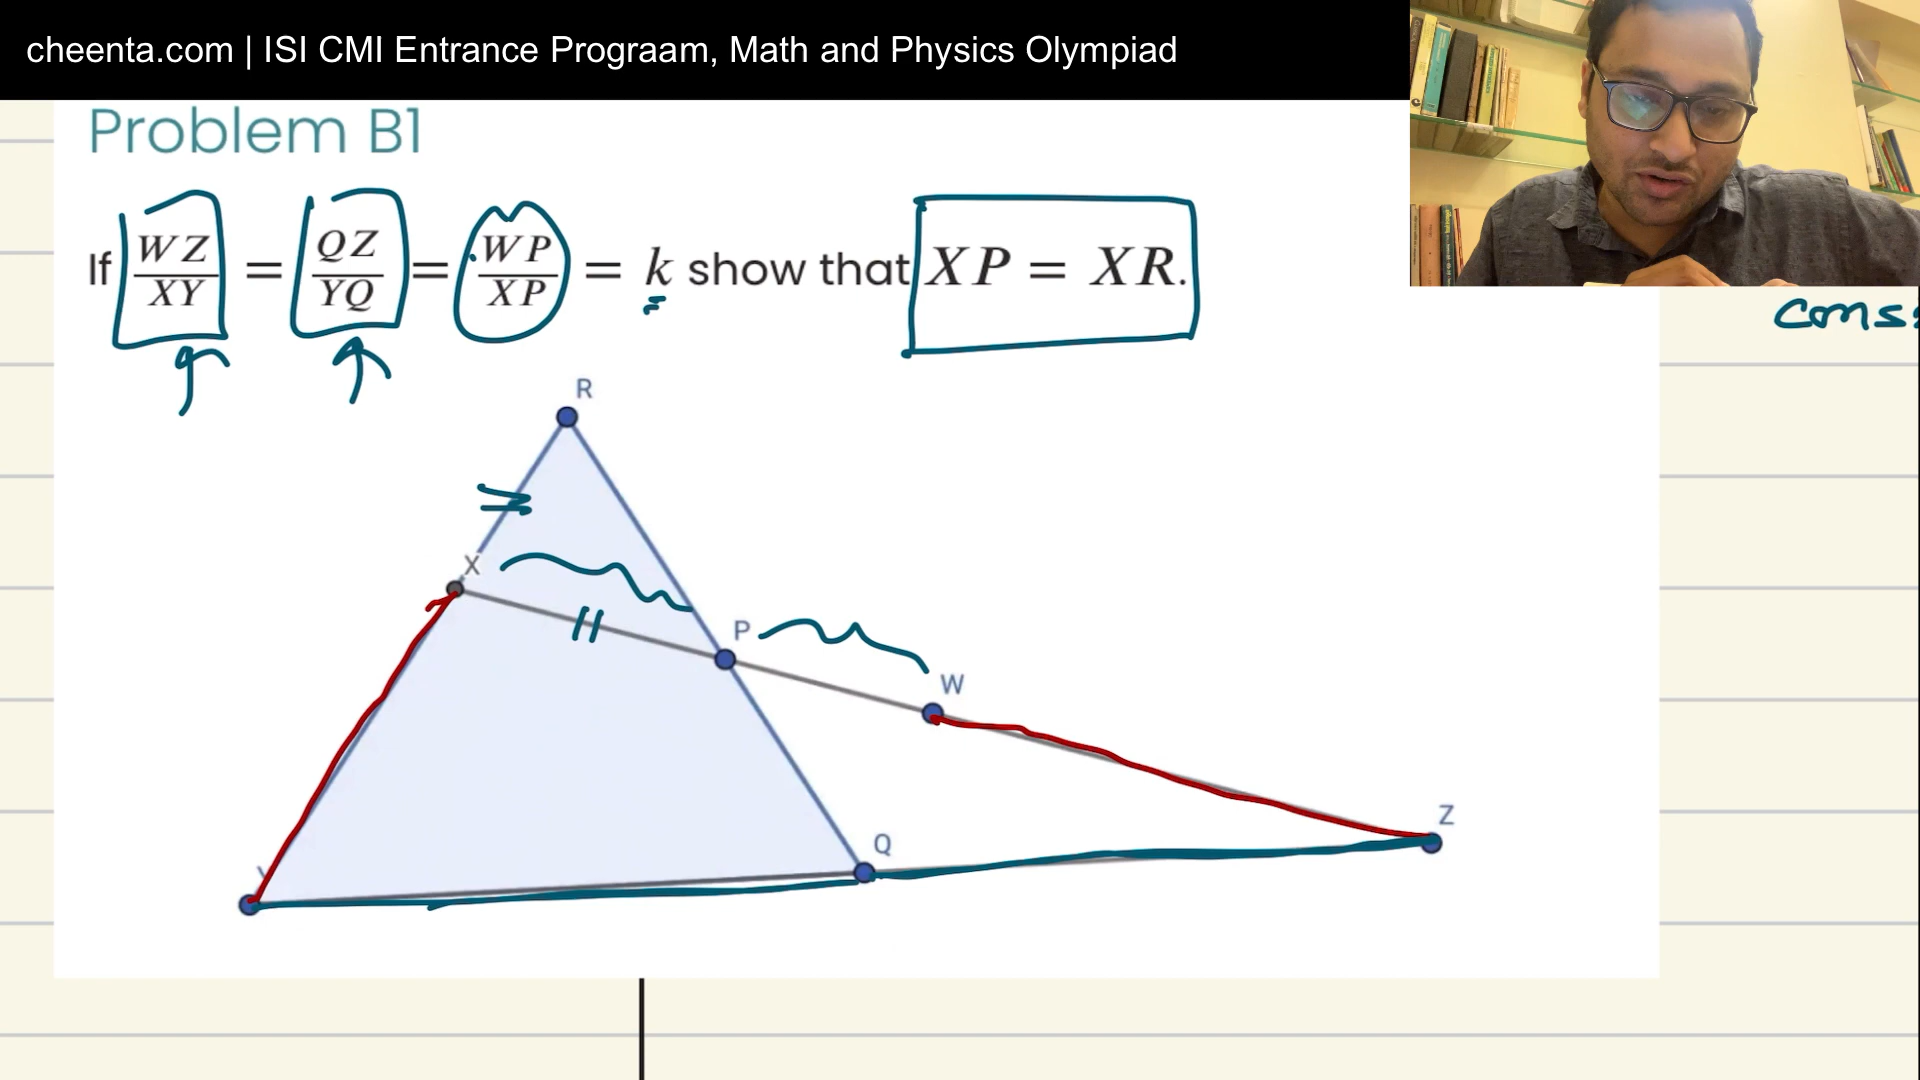 cheenta.com | ISI CMI Entrance Prograam, Math and Physics Olympiad
Problem B1
If WZ/XY = QZ/YQ = WP/XP = k show that XP = XR.
R
X
P
W
Z
Q